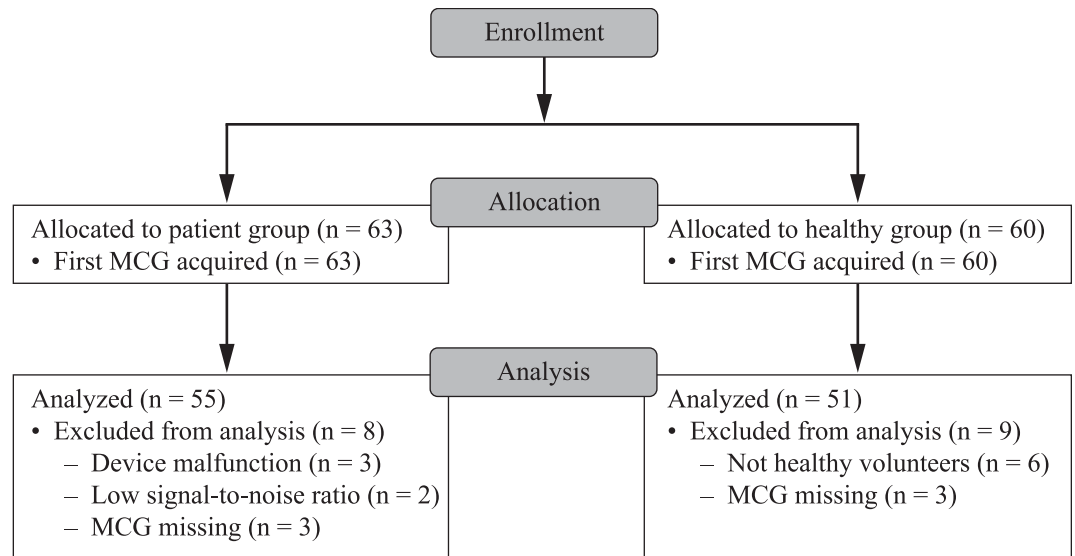 Enrollment
Allocation
Allocated to patient group (n = 63)
• First MCG acquired (n = 63)
Allocated to healthy group (n = 60)
• First MCG acquired (n = 60)
Analysis
Analyzed (n = 55)
• Excluded from analysis (n = 8)
– Device malfunction (n = 3)
– Low signal-to-noise ratio (n = 2)
– MCG missing (n = 3)
Analyzed (n = 51)
• Excluded from analysis (n = 9)
– Not healthy volunteers (n = 6)
– MCG missing (n = 3)